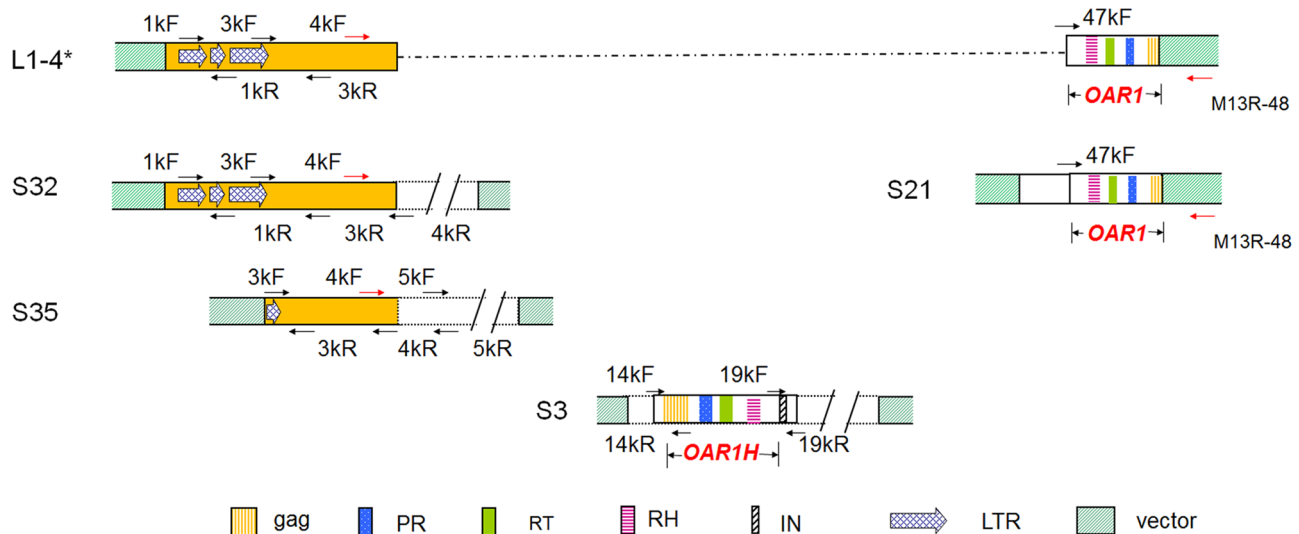 1kF 3kF 4kF 47kF
L1-4*
1kR 3kR OAR1 M13R-48
1kF 3kF 4kF 47kF
S32 S21
1kR 3kR 4kR OAR1 M13R-48
3kF 4kF 5kF
S35
3kR 4kR 5kR
14kF 19kF
S3
14kR OAR1H 19kR
gag PR RT RH IN LTR vector